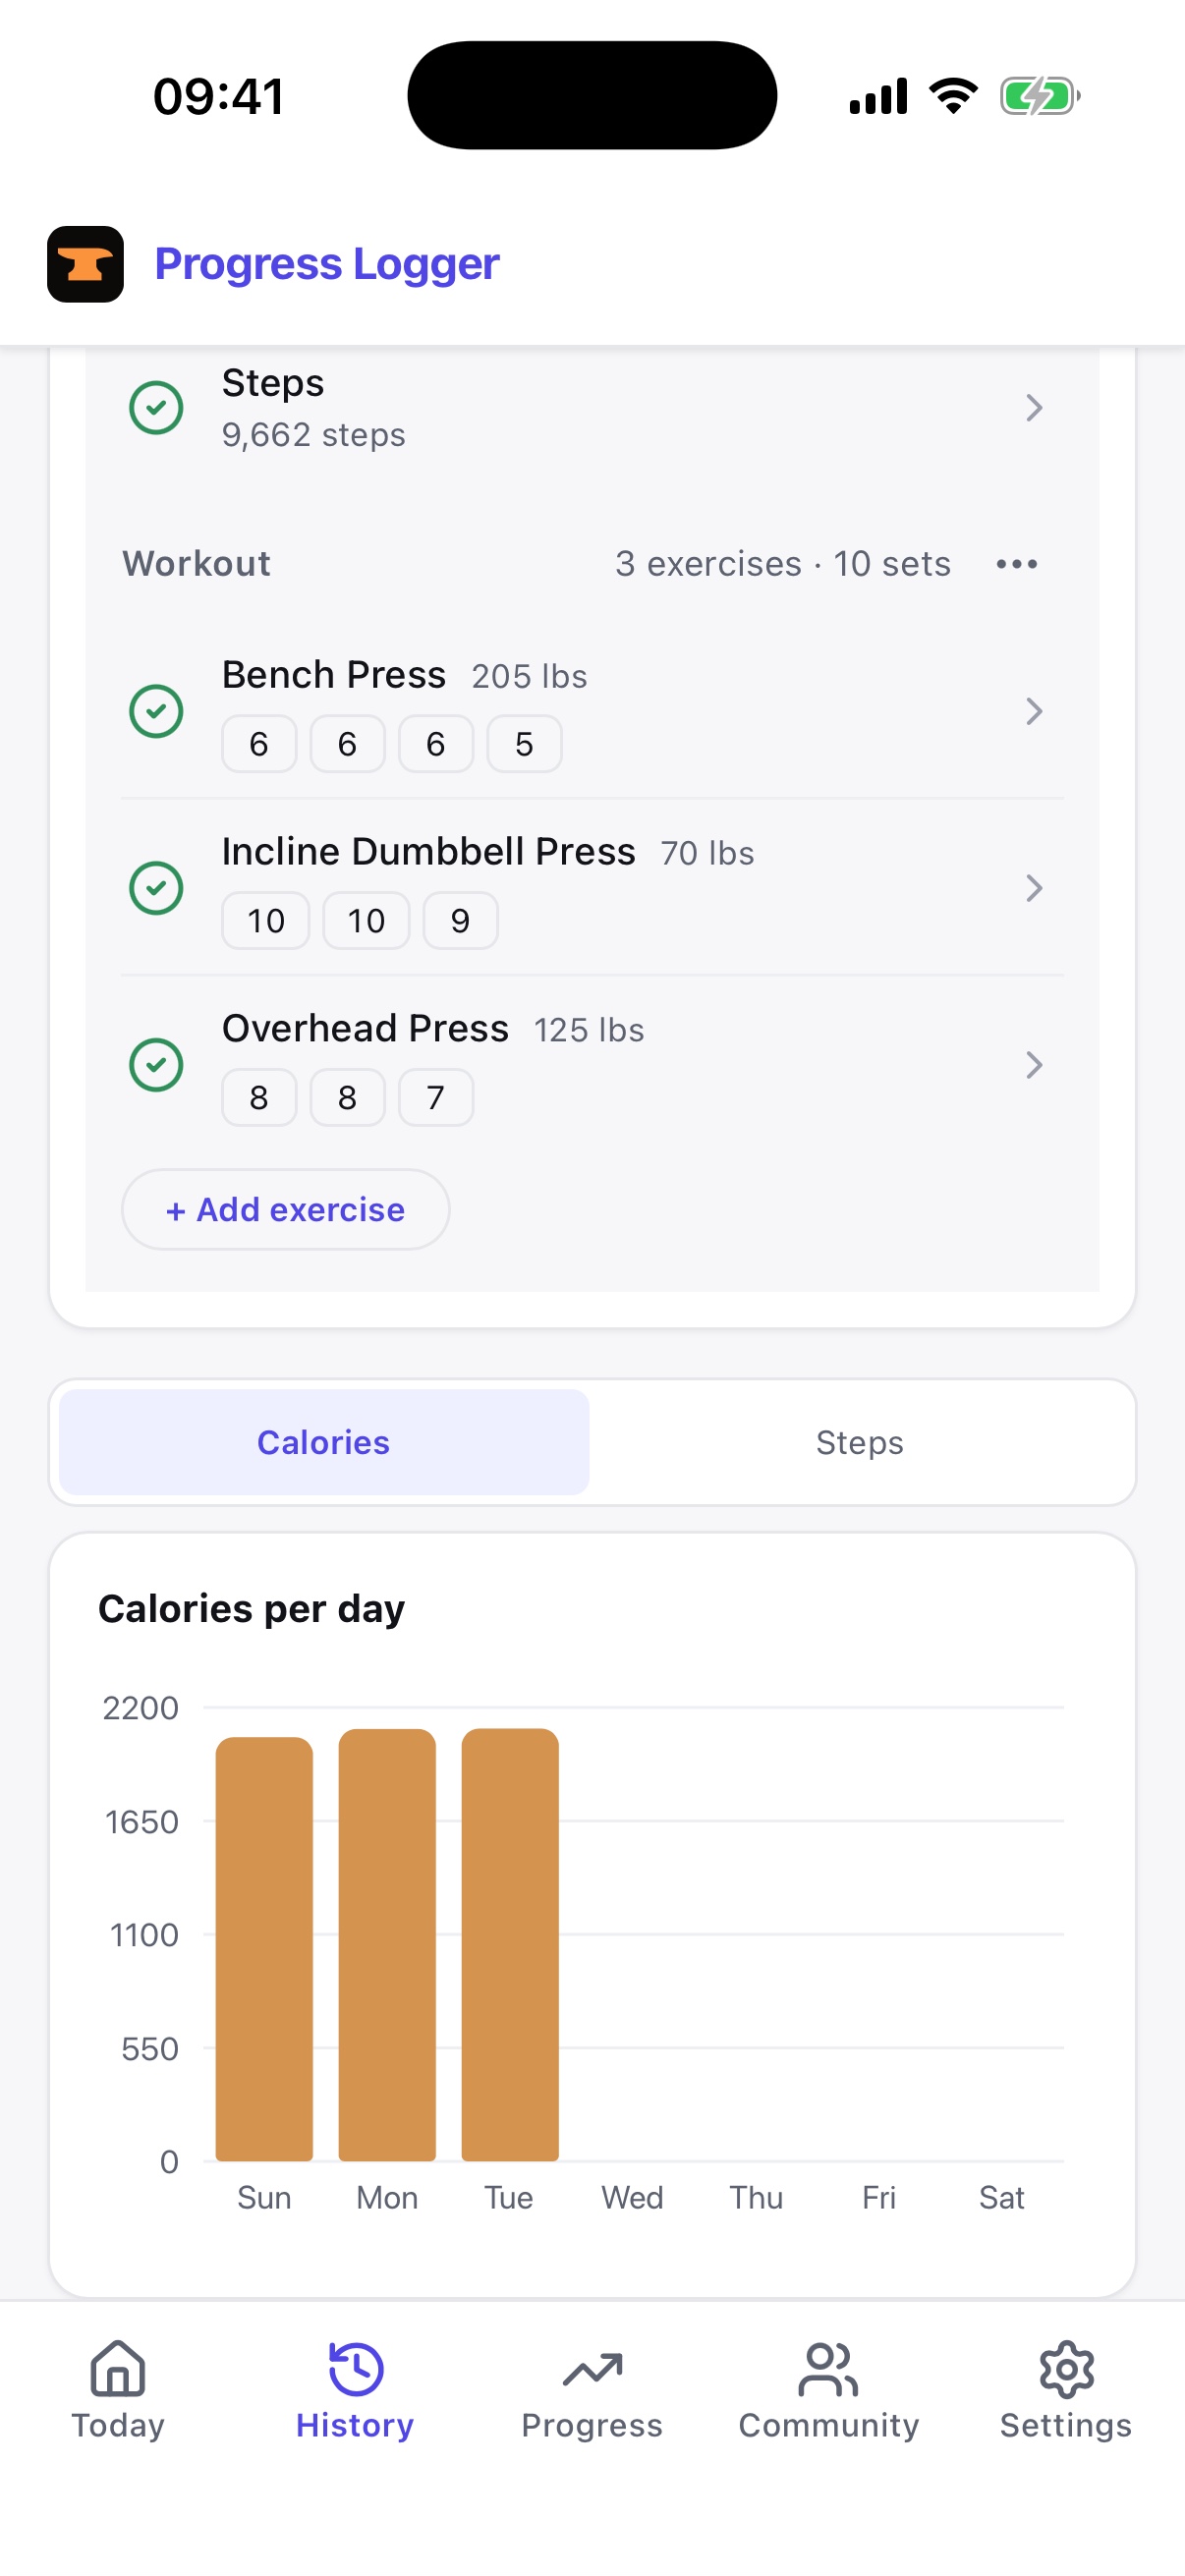 09:41
Progress Logger
Steps
9,662 steps
Workout 3 exercises · 10 sets
Bench Press 205 lbs
6 6 6 5
Incline Dumbbell Press 70 lbs
10 10 9
Overhead Press 125 lbs
8 8 7
+ Add exercise
Calories Steps
Calories per day
2200
1650
1100
550
0
Sun Mon Tue Wed Thu Fri Sat
Today History Progress Community Settings